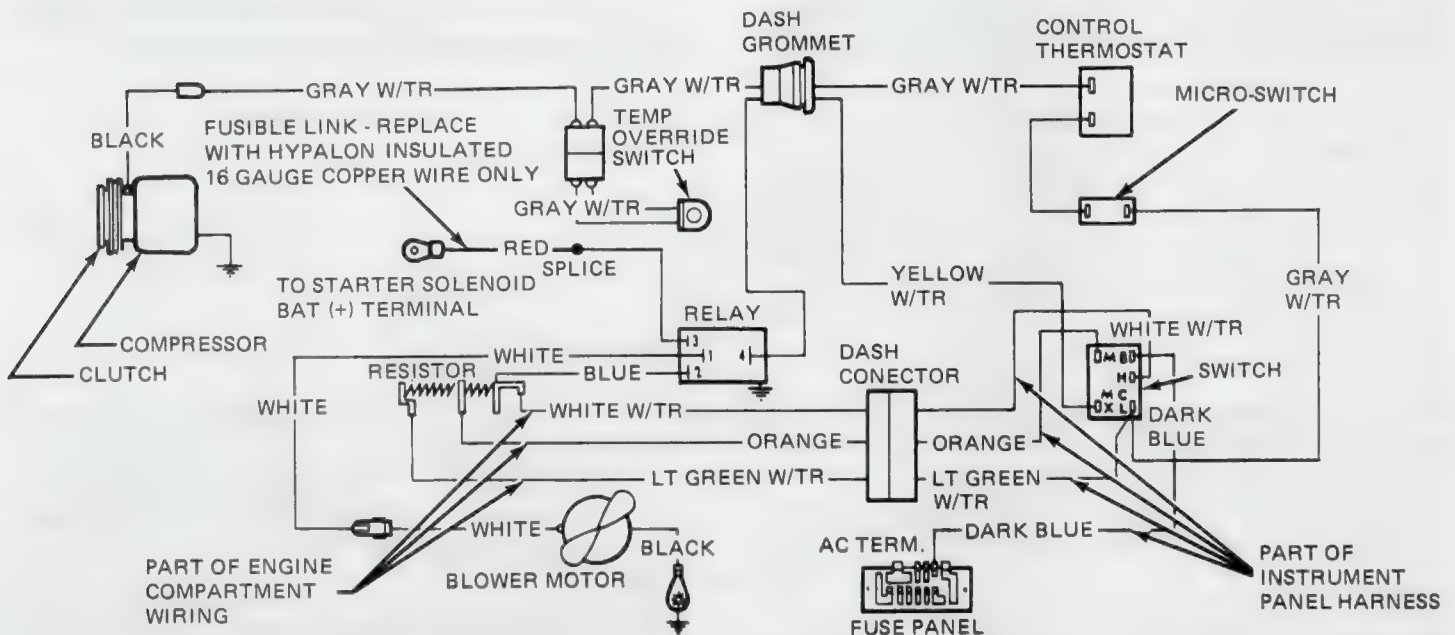 DASH
GROMMET
CONTROL
THERMOSTAT
GRAY W/TR
GRAY W/TR
GRAY W/TR
MICRO-SWITCH
BLACK
FUSIBLE LINK - REPLACE
WITH HYPALON INSULATED
16 GAUGE COPPER WIRE ONLY
TEMP
OVERRIDE
SWITCH
GRAY W/TR
RED
SPLICE
TO STARTER SOLENOID
BAT (+) TERMINAL
YELLOW
W/TR
GRAY
W/TR
COMPRESSOR
CLUTCH
RELAY
3
1
4
2
WHITE
RESISTOR
BLUE
WHITE
DASH
CONECTOR
WHITE W/TR
M B
H
M C
X L
SWITCH
DARK
BLUE
WHITE W/TR
ORANGE
ORANGE
LT GREEN W/TR
LT GREEN
W/TR
WHITE
BLACK
BLOWER MOTOR
DARK BLUE
AC TERM.
FUSE PANEL
PART OF ENGINE
COMPARTMENT
WIRING
PART OF
INSTRUMENT
PANEL HARNESS